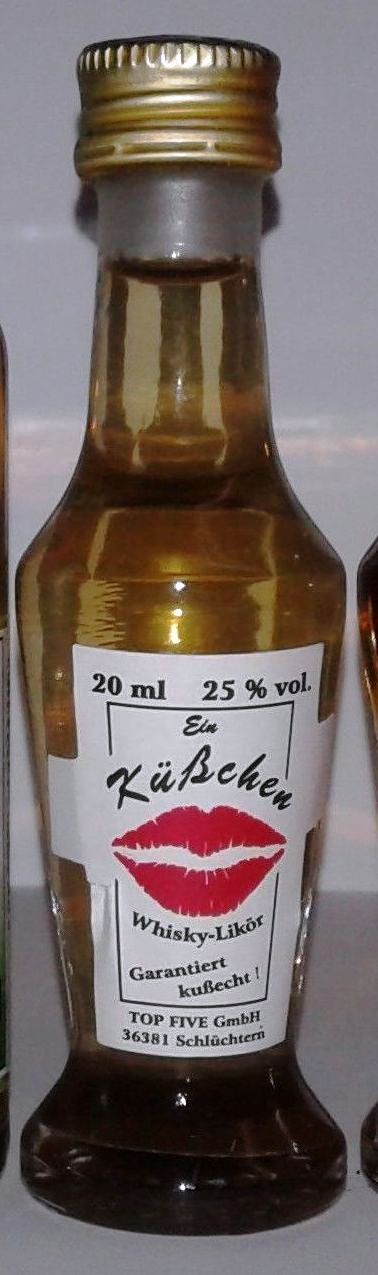 20 ml 25 % vol.
Ein
Küßchen
Whisky-Likör
Garantiert
kußecht !
TOP FIVE GmbH
36381 Schlüchtern